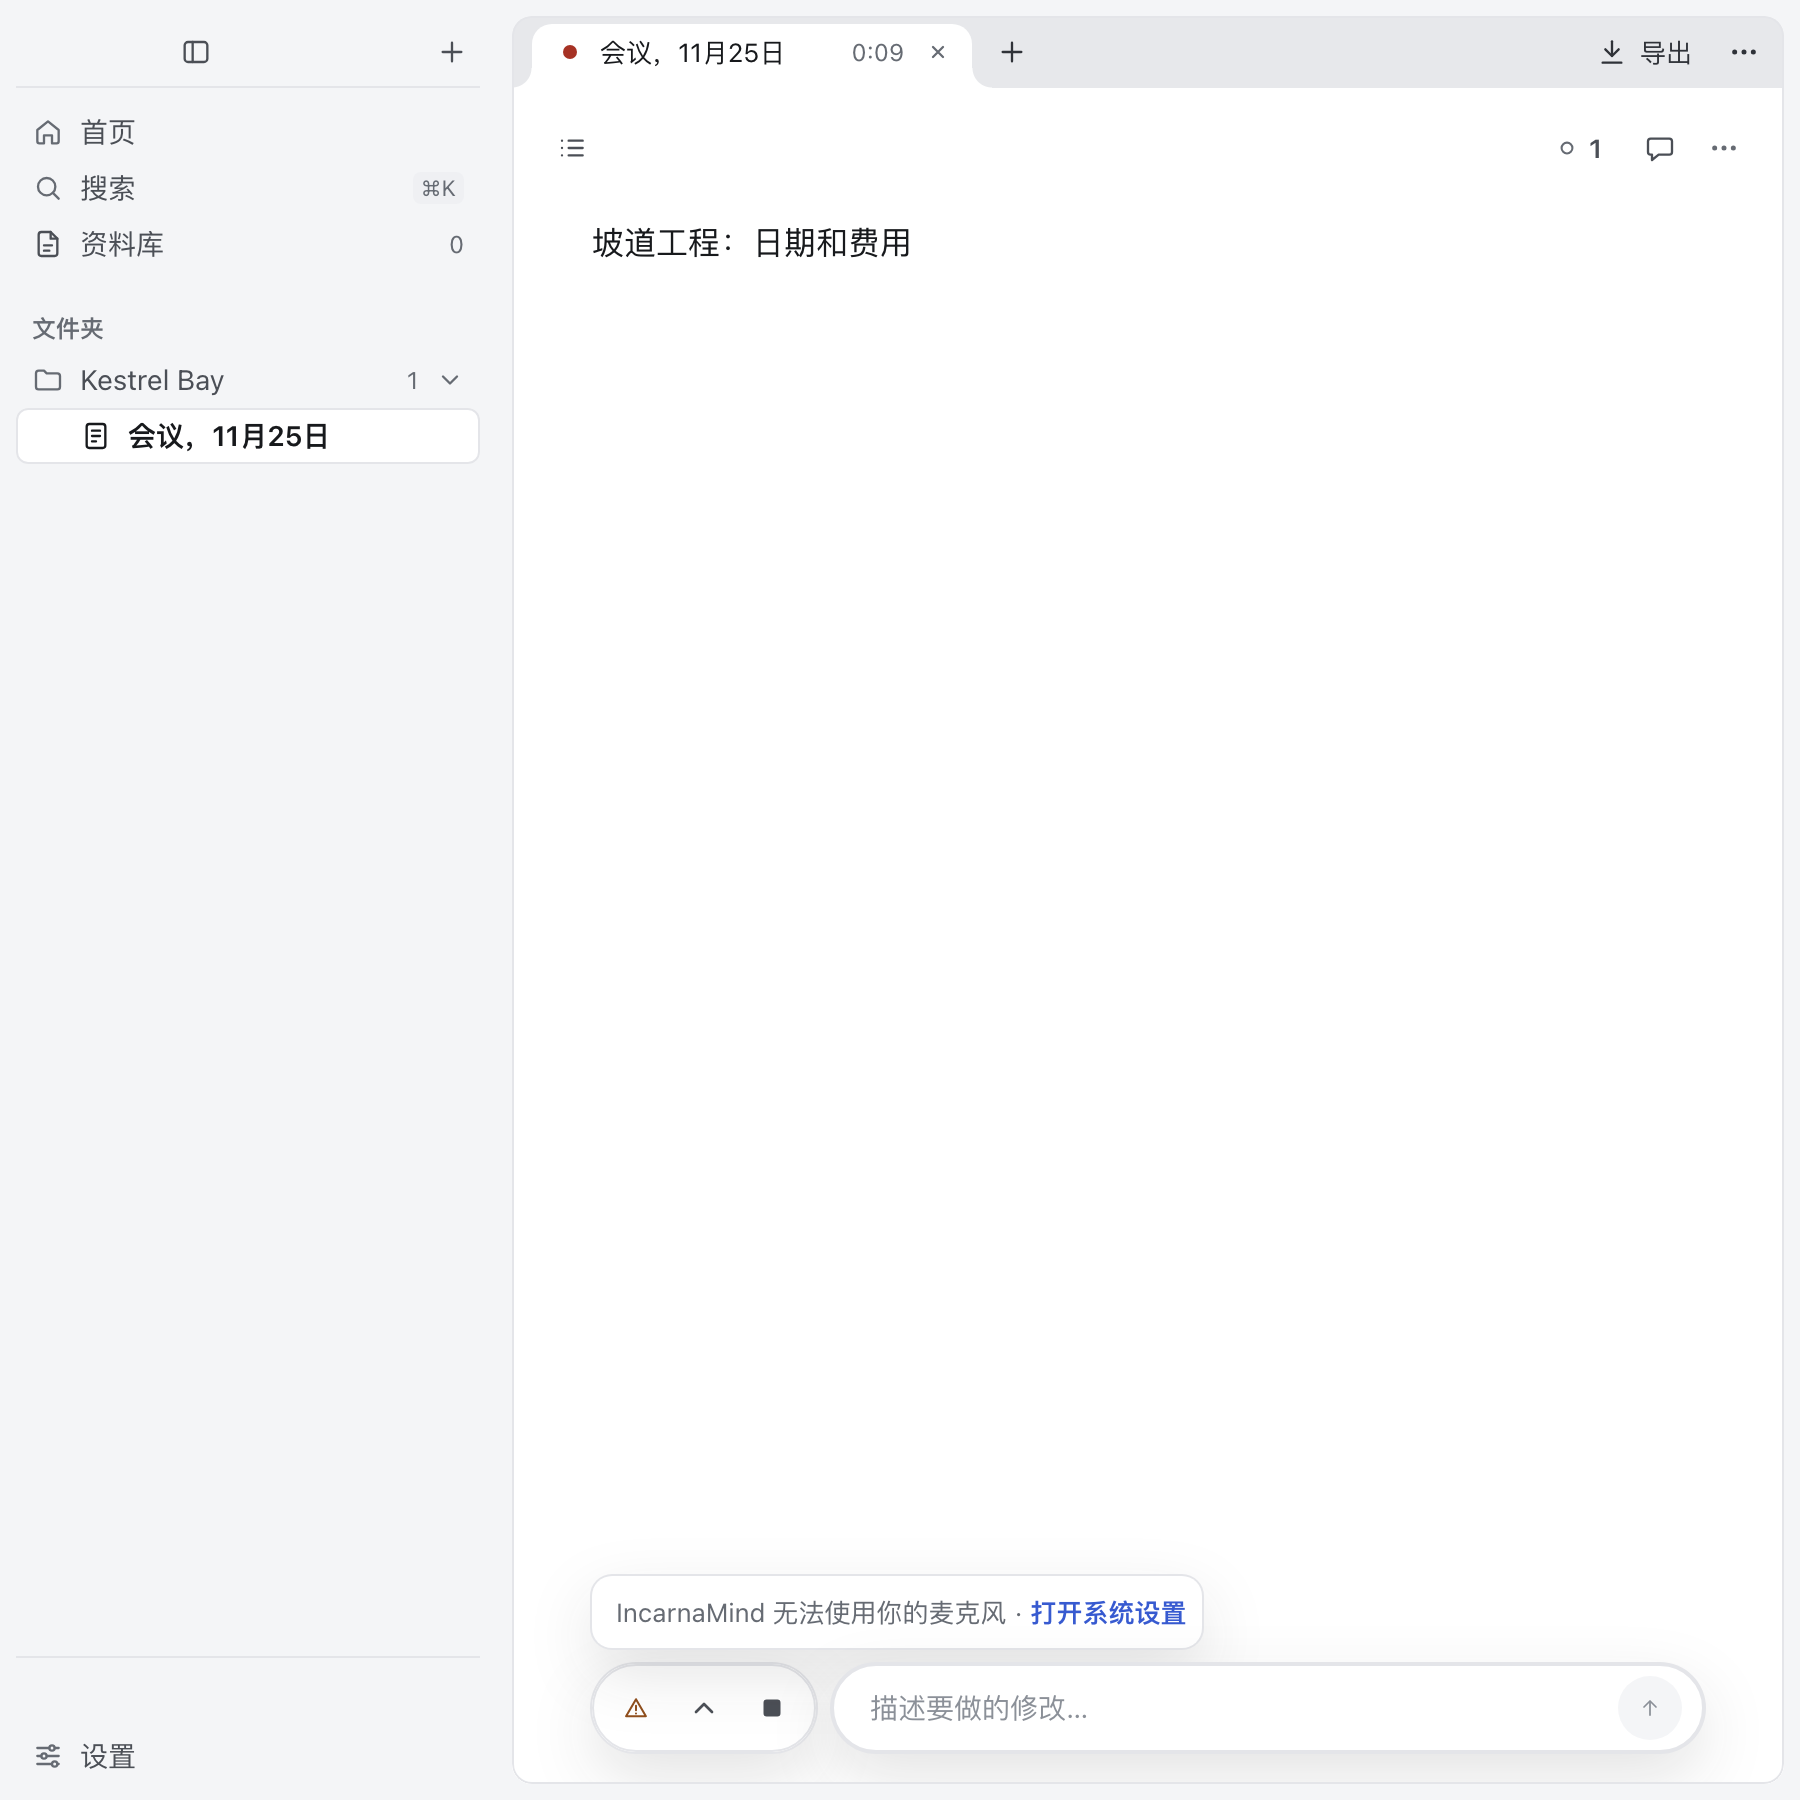 首页
搜索 ⌘K
资料库 0
文件夹
Kestrel Bay 1
会议，11月25日
设置
会议，11月25日 0:09
导出
1
坡道工程：日期和费用
IncarnaMind 无法使用你的麦克风 · 打开系统设置
描述要做的修改...